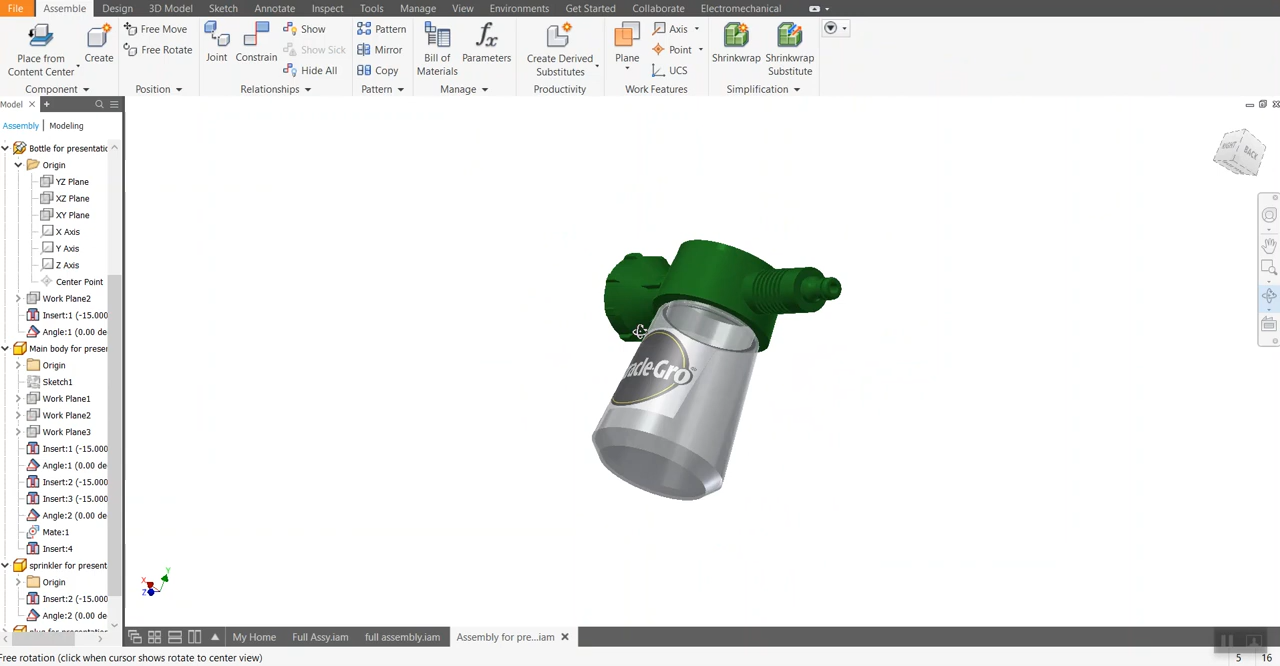 File Assemble Design 3D Model Sketch Annotate Inspect Tools Manage View Environments Get Started Collaborate Electromechanical
Place from
Content Center
Create
Free Move
Free Rotate
Joint
Constrain
Show
Show Sick
Hide All
Pattern
Mirror
Copy
Bill of
Materials
Parameters
Create Derived
Substitutes
Plane
Axis
Point
UCS
Shrinkwrap
Shrinkwrap
Substitute
Component Position Relationships Pattern Manage Productivity Work Features Simplification
Model
Assembly Modeling
Bottle for presentatio
Origin
YZ Plane
XZ Plane
XY Plane
X Axis
Y Axis
Z Axis
Center Point
Work Plane2
Insert:1 (-15.000
Angle:1 (0.00 de
Main body for preser
Origin
Sketch1
Work Plane1
Work Plane2
Work Plane3
Insert:1 (-15.000
Angle:1 (0.00 de
Insert:2 (-15.000
Insert:3 (-15.000
Angle:2 (0.00 de
Mate:1
Insert:4
sprinkler for present
Origin
Insert:2 (-15.000
Angle:2 (0.00 de
RIGHT BACK
racle-Gro
X Y Z
My Home Full Assy.iam full assembly.iam Assembly for pre...iam
Free rotation (click when cursor shows rotate to center view)
5 16